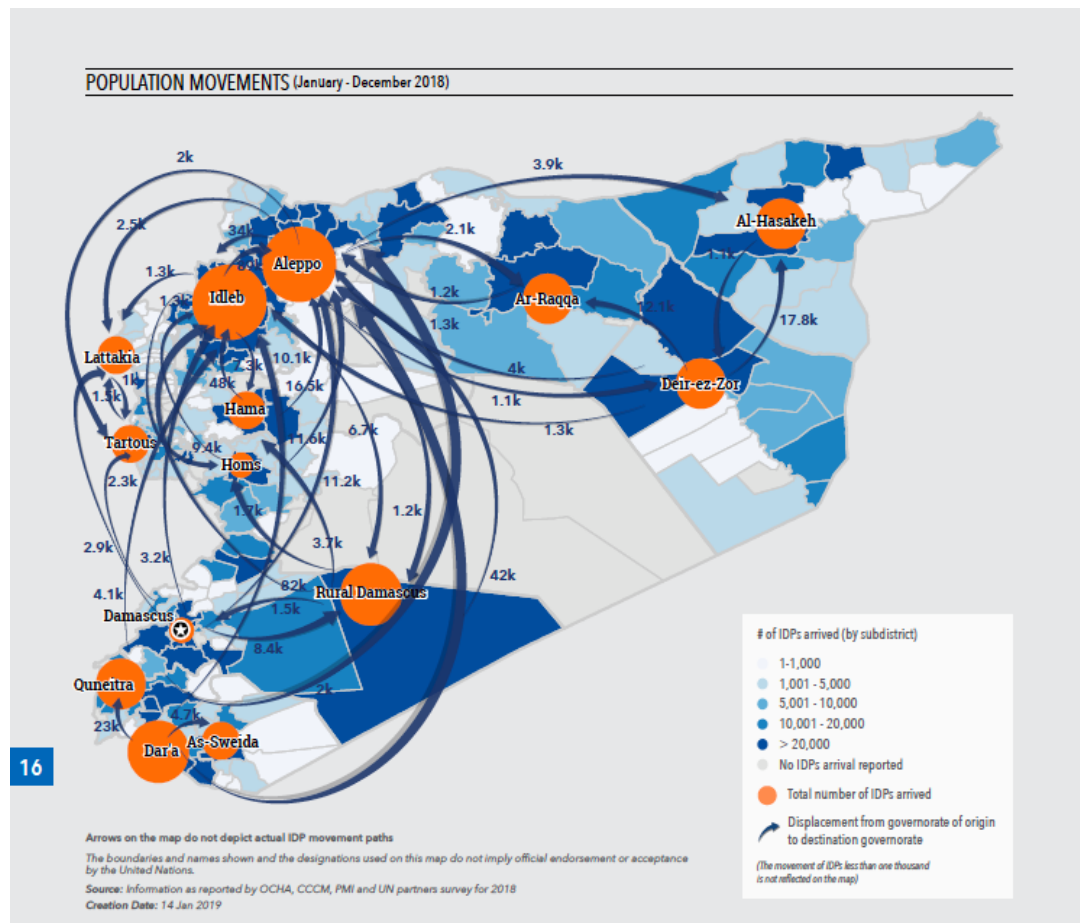 POPULATION MOVEMENTS (January - December 2018)
2k
3.9k
2.5k
34k
2.1k
Al-Hasakeh
1.1k
Aleppo
1.3k
Idleb
1.3k
1.2k
Ar-Raqqa
12.1k
17.8k
1.3k
Lattakia
10.1k
7.3k
4k
1k
48k
16.5k
Deir-ez-Zor
1.5k
1.1k
Hama
6.7k
1.3k
Tartous
9.4k
11.6k
Homs
2.3k
11.2k
1.7k
1.2k
2.9k
3.2k
3.7k
42k
4.1k
82k
Rural Damascus
Damascus
1.5k
8.4k
Quneitra
2k
23k
4.7k
As-Sweida
Dar'a
# of IDPs arrived (by subdistrict)
1-1,000
1,001 - 5,000
5,001 - 10,000
10,001 - 20,000
> 20,000
No IDPs arrival reported
Total number of IDPs arrived
Displacement from governorate of origin
to destination governorate
(The movement of IDPs less than one thousand
is not reflected on the map)
16
Arrows on the map do not depict actual IDP movement paths
The boundaries and names shown and the designations used on this map do not imply official endorsement or acceptance
by the United Nations.
Source: Information as reported by OCHA, CCCM, PMI and UN partners survey for 2018
Creation Date: 14 Jan 2019